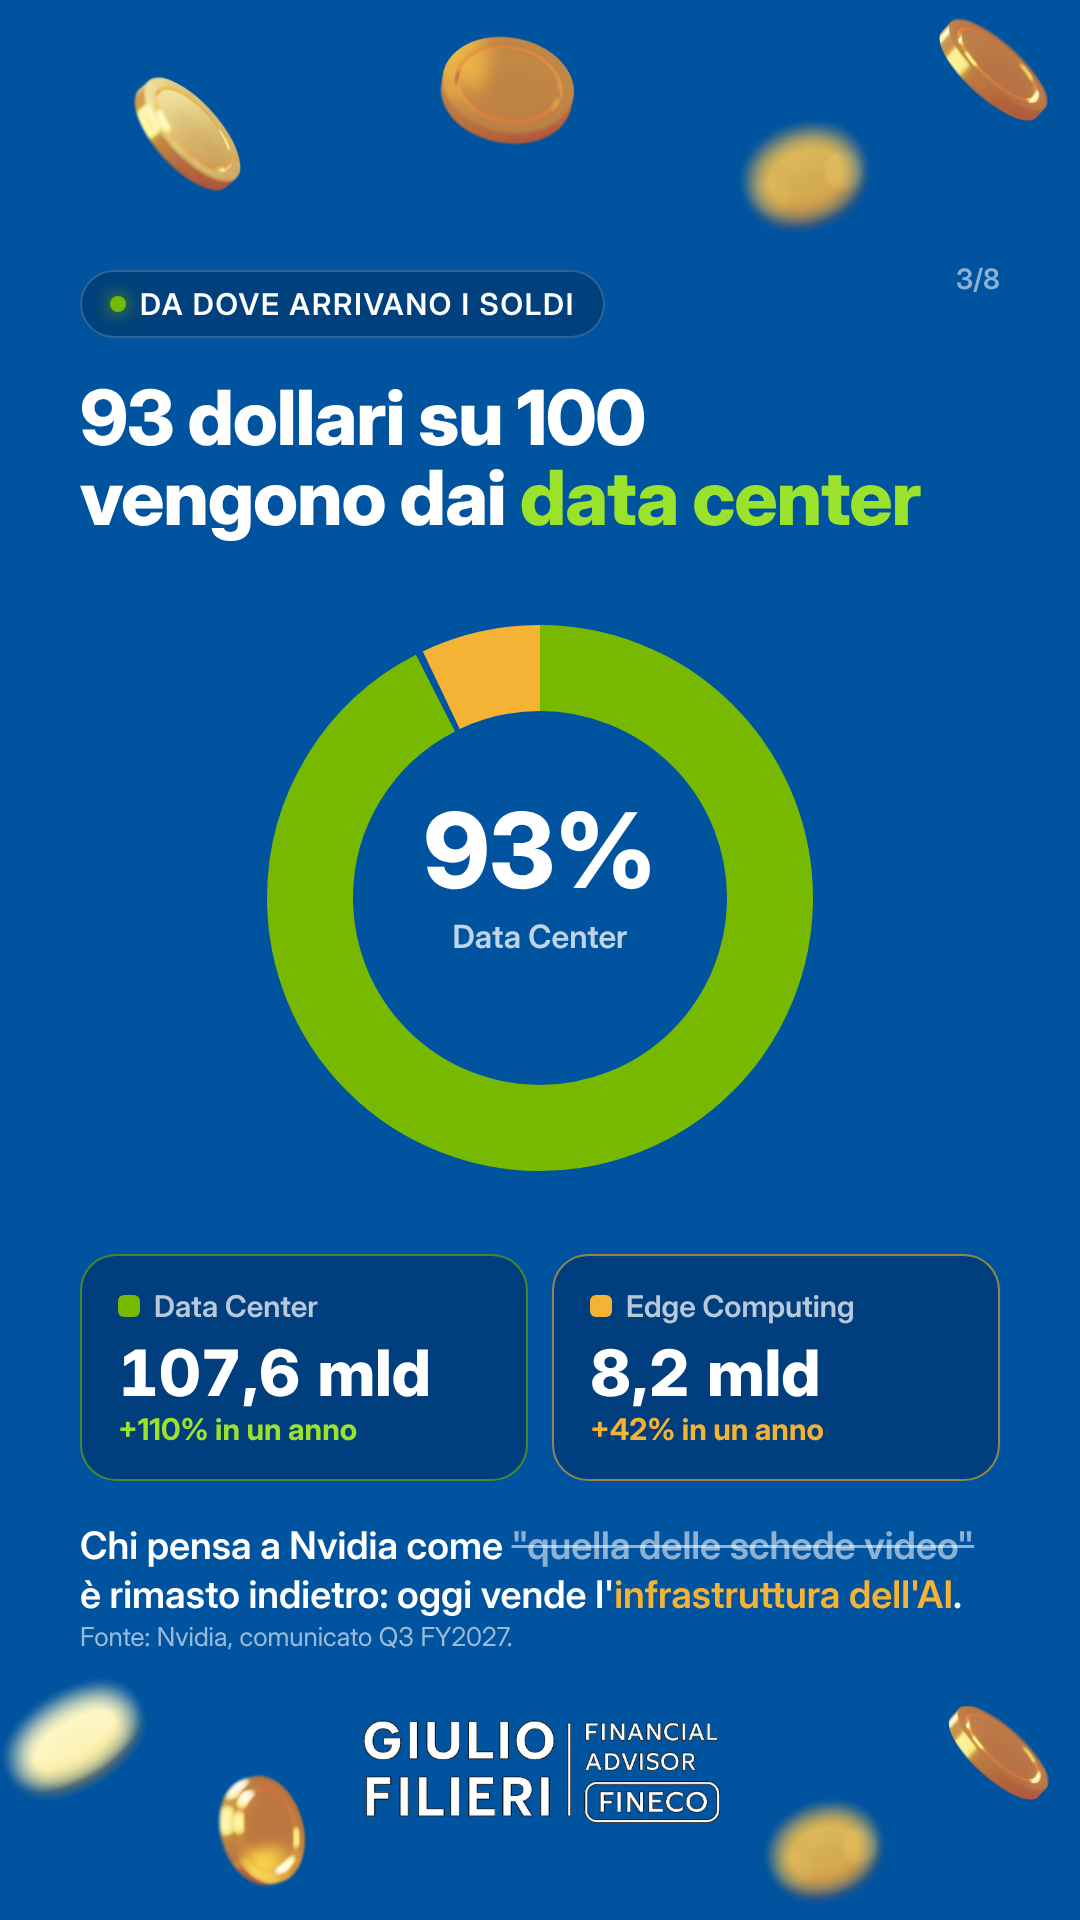 3/8
DA DOVE ARRIVANO I SOLDI
93 dollari su 100
vengono dai data center
93%
Data Center
Data Center
107,6 mld
+110% in un anno
Edge Computing
8,2 mld
+42% in un anno
Chi pensa a Nvidia come "quella delle schede video"
è rimasto indietro: oggi vende l'infrastruttura dell'AI.
Fonte: Nvidia, comunicato Q3 FY2027.
GIULIO
FILIERI
FINANCIAL
ADVISOR
FINECO